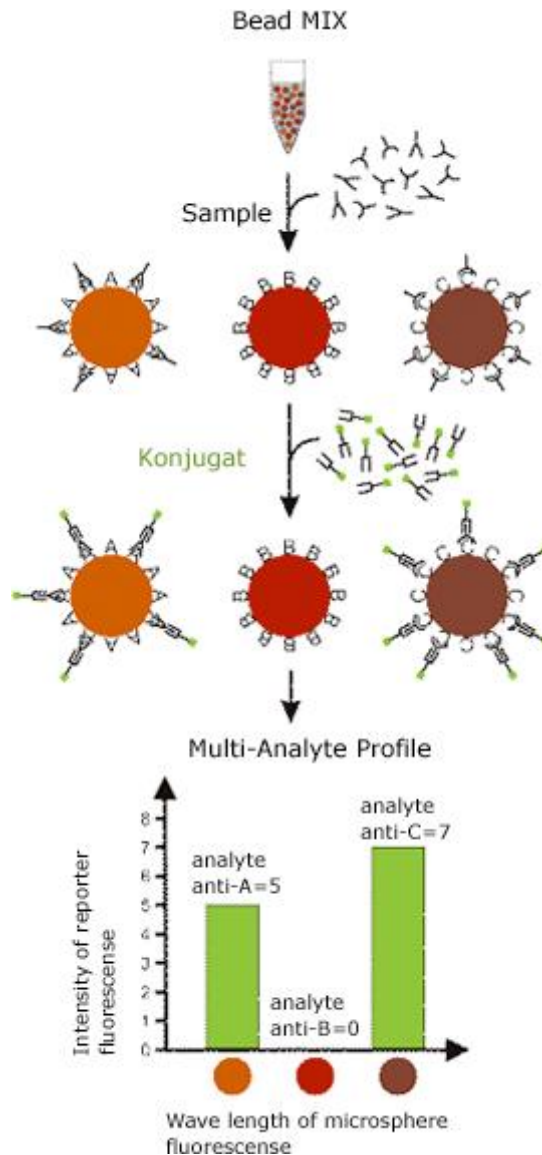 Bead MIX
Sample
A
B
C
Konjugat
A
B
C
Multi-Analyte Profile
Intensity of reporter
fluorescense
8
7
6
5
4
3
2
1
0
analyte
anti-A=5
analyte
anti-B=0
analyte
anti-C=7
Wave length of microsphere
fluorescense